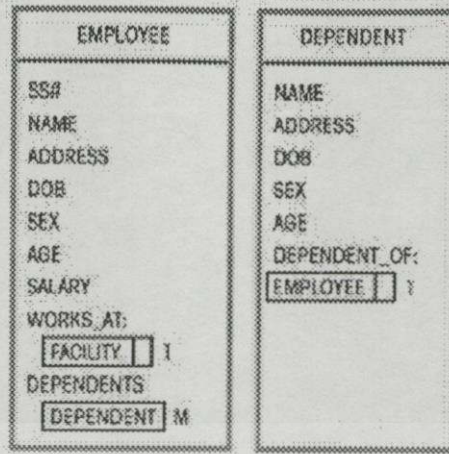 EMPLOYEE
SS#
NAME
ADDRESS
DOB
SEX
AGE
SALARY
WORKS_AT:
FACILITY 1
DEPENDENTS
DEPENDENT M
DEPENDENT
NAME
ADDRESS
DOB
SEX
AGE
DEPENDENT_OF:
EMPLOYEE 1